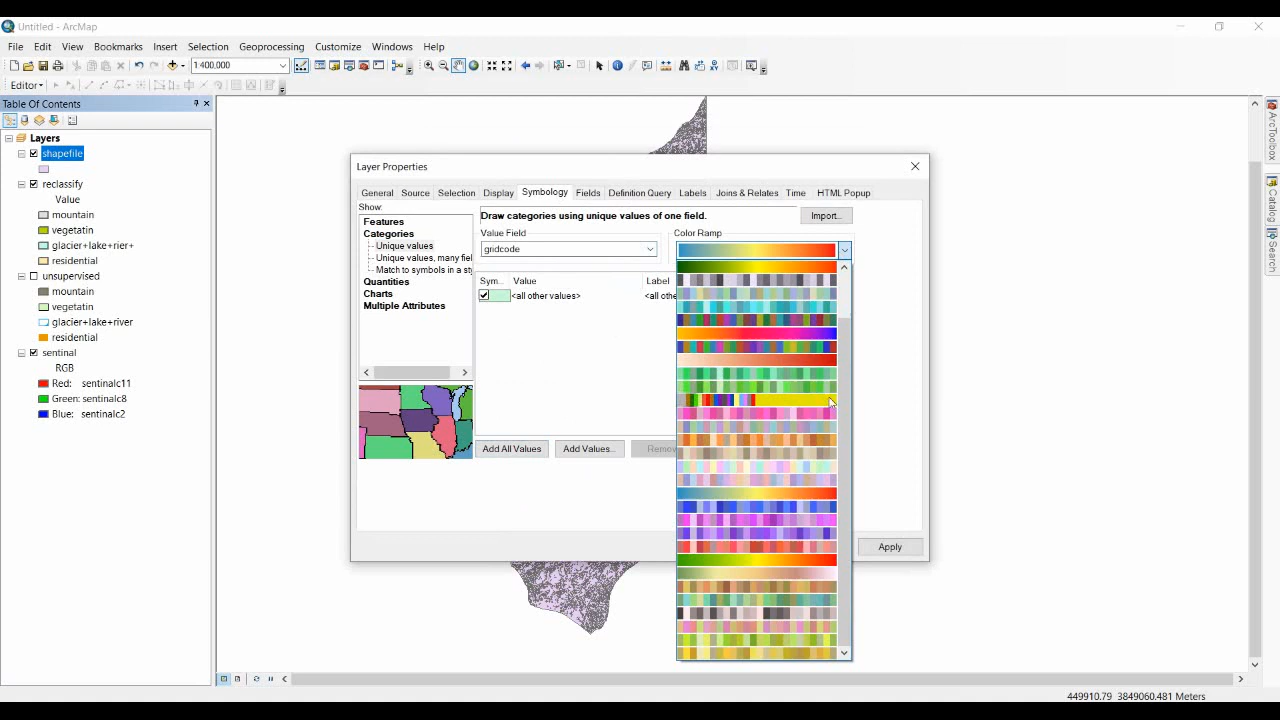 Untitled - ArcMap
File Edit View Bookmarks Insert Selection Geoprocessing Customize Windows Help
1:400,000
Editor
Table Of Contents
Layers
shapefile
reclassify
Value
mountain
vegetatin
glacier+lake+rier+
residential
unsupervised
mountain
vegetatin
glacier+lake+river
residential
sentinal
RGB
Red: sentinalc11
Green: sentinalc8
Blue: sentinalc2
Layer Properties
General Source Selection Display Symbology Fields Definition Query Labels Joins & Relates Time HTML Popup
Show:
Features
Categories
Unique values
Unique values, many fiel
Match to symbols in a sty
Quantities
Charts
Multiple Attributes
Draw categories using unique values of one field.
Import...
Value Field
gridcode
Color Ramp
Sym... Value Label
<all other values> <all othe
Add All Values Add Values... Remov
Apply
ArcToolbox
Catalog
Search
449910.79 3849060.481 Meters